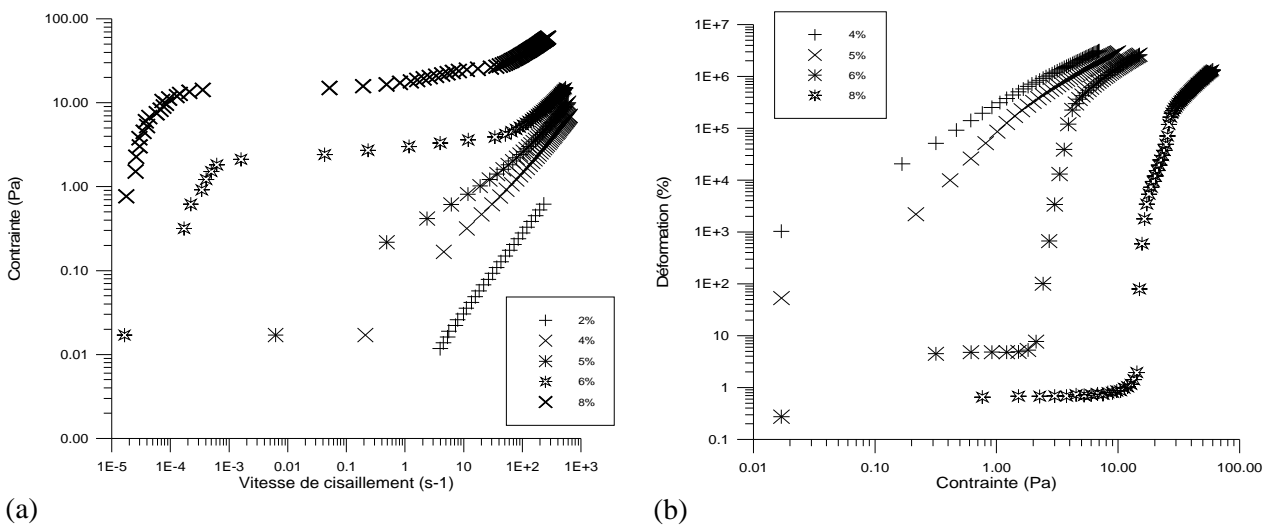 100.00
10.00
1.00
0.10
0.01
0.00
Contrainte (Pa)
1E-5
1E-4
1E-3
0.01
0.1
1
10
1E+2
1E+3
Vitesse de cisaillement (s-1)
2%
4%
5%
6%
8%
(a)
4%
5%
6%
8%
1E+7
1E+6
1E+5
1E+4
1E+3
1E+2
10
1
0.1
Déformation (%)
0.01
0.10
1.00
10.00
100.00
Contrainte (Pa)
(b)